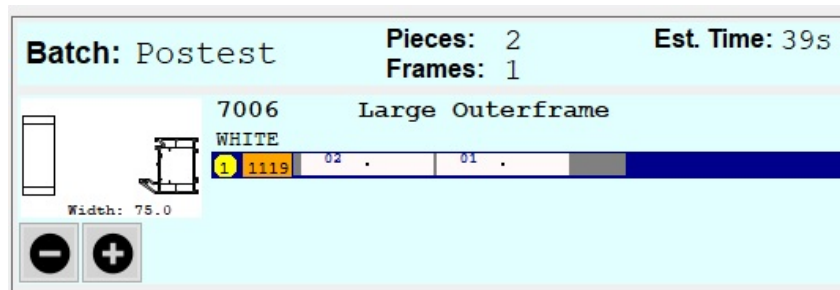 Batch: Postest
Pieces: 2
Frames: 1
Est. Time: 39s
7006 Large Outerframe
WHITE
1 1119 02 01
Width: 75.0